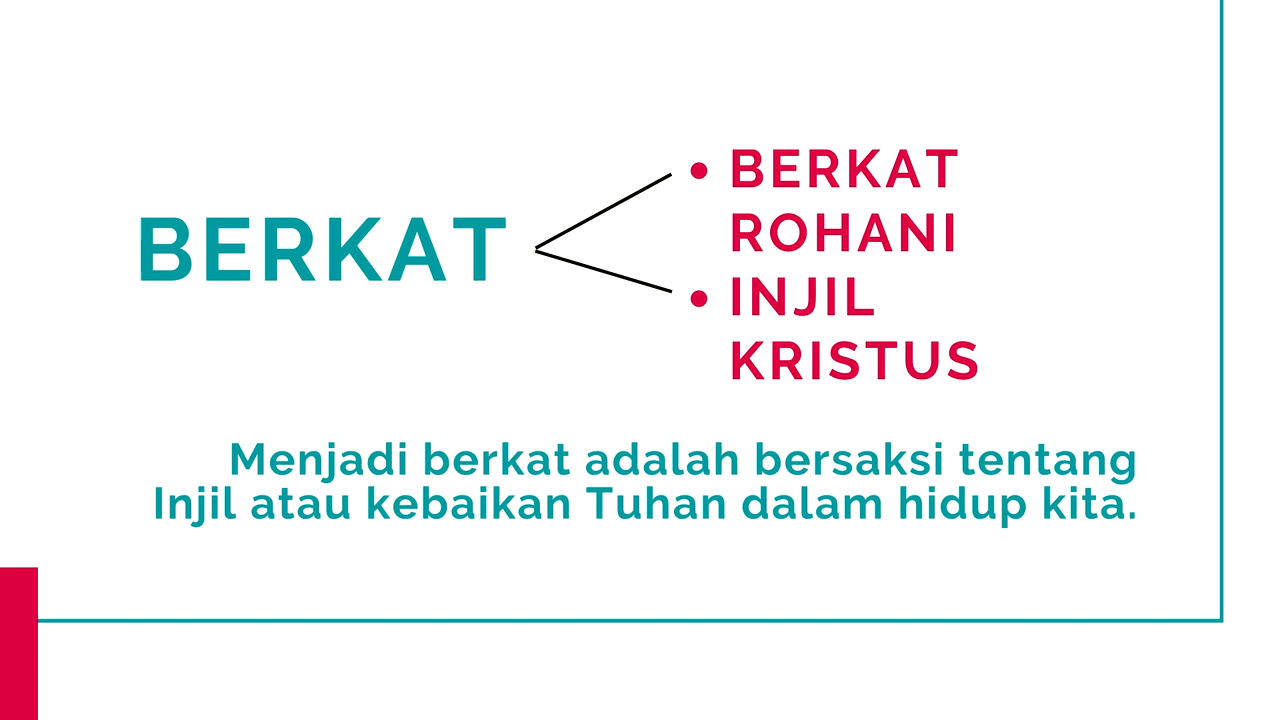 BERKAT
• BERKAT
ROHANI
• INJIL
KRISTUS
Menjadi berkat adalah bersaksi tentang
Injil atau kebaikan Tuhan dalam hidup kita.